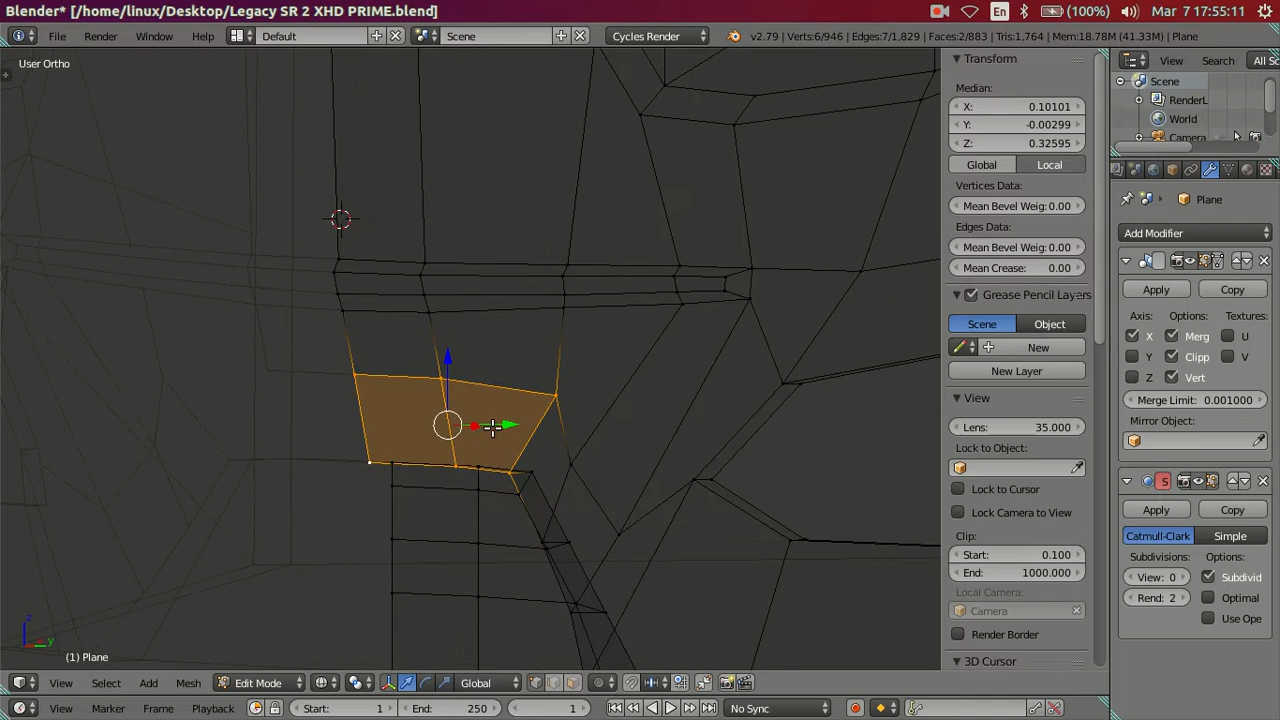 Blender* [/home/linux/Desktop/Legacy SR 2 XHD PRIME.blend]
En
(100%)
Mar 7 17:55:11
File Render Window Help
Default
Scene
Cycles Render
v2.79 | Verts:6/946 | Edges:7/1,829 | Faces:2/883 | Tris:1,764 | Mem:18.78M (41.33M) | Plane
User Ortho
Transform
Median:
X: 0.10101
Y: -0.00299
Z: 0.32595
Global Local
Vertices Data:
Mean Bevel Weig: 0.00
Edges Data:
Mean Bevel Weig: 0.00
Mean Crease: 0.00
Grease Pencil Layers
Scene Object
New
New Layer
View
Lens: 35.000
Lock to Object:
Lock to Cursor
Lock Camera to View
Clip:
Start: 0.100
End: 1000.000
Local Camera:
Camera
Render Border
3D Cursor
View Search All Sc
Scene
RenderL
World
Camera
Plane
Add Modifier
Apply Copy
Axis: Options: Textures:
X Merg U
Y Clipp V
Z Vert
Merge Limit: 0.001000
Mirror Object:
S
Apply Copy
Catmull-Clark Simple
Subdivisions: Options:
View: 0 Subdivid
Rend: 2 Optimal
Use Ope
z
y
(1) Plane
View Select Add Mesh
Edit Mode
Global
View Marker Frame Playback
Start: 1
End: 250
1
No Sync